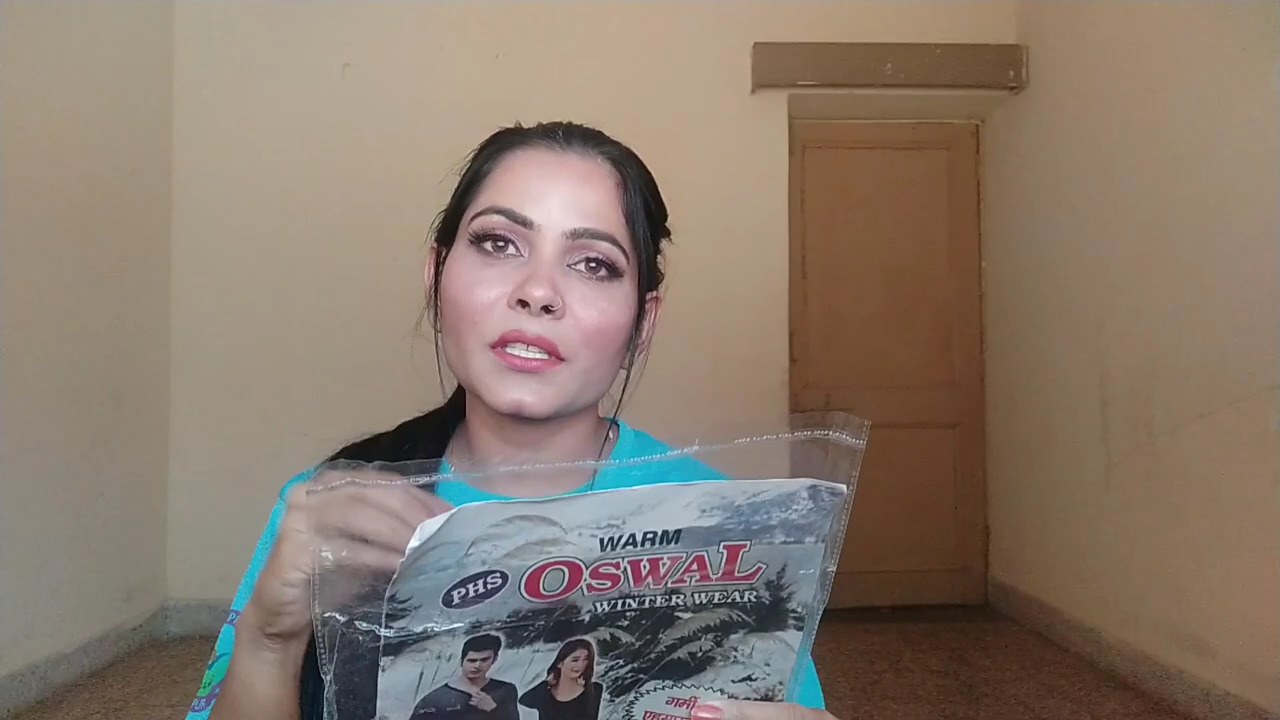 WARM
PHS OSWAL
WINTER WEAR
गर्मी